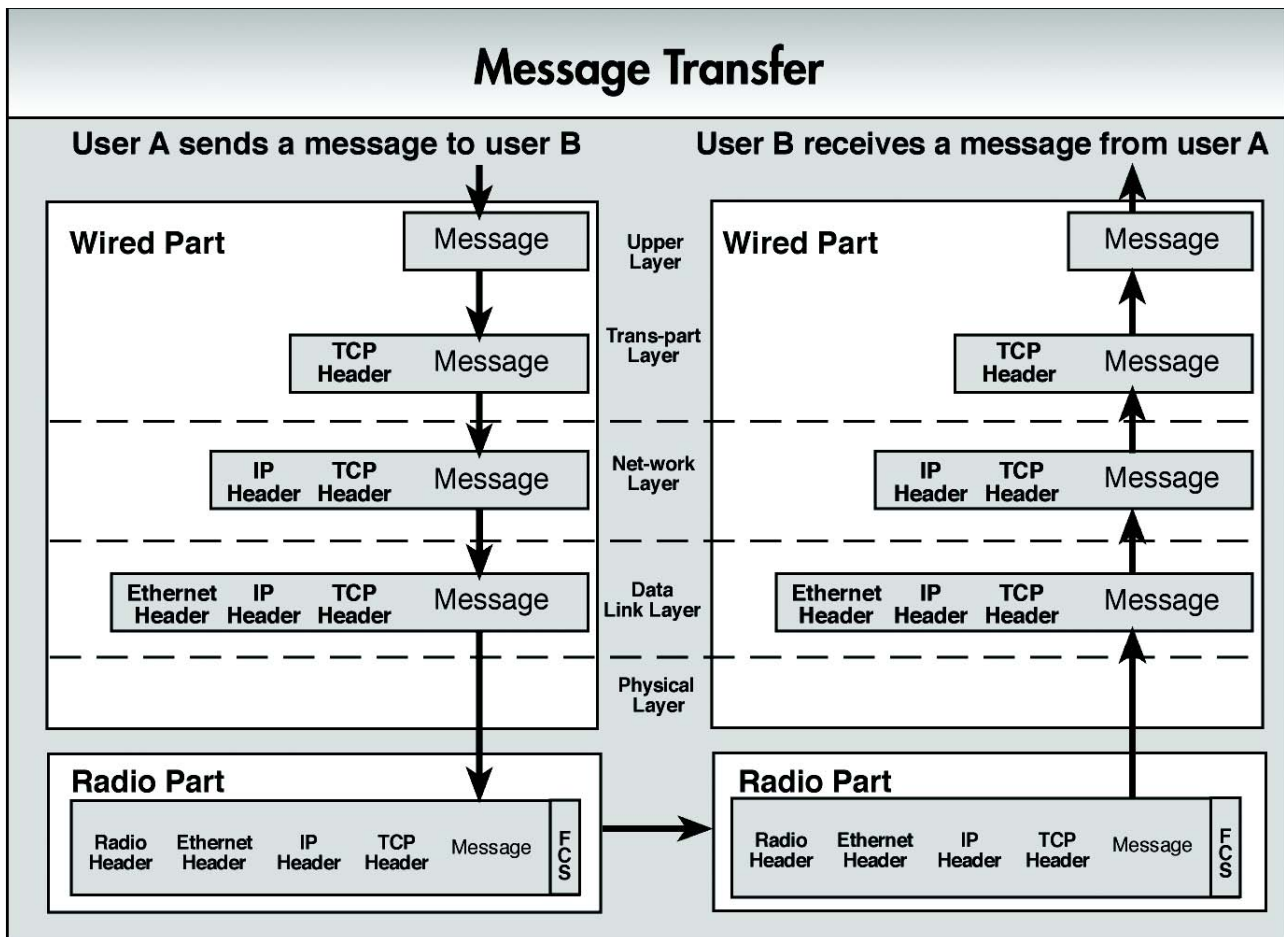 Message Transfer
User A sends a message to user B
Wired Part
Message
TCP
Header
Message
IP
Header
TCP
Header
Message
Ethernet
Header
IP
Header
TCP
Header
Message
Radio Part
Radio
Header
Ethernet
Header
IP
Header
TCP
Header
Message
FCS
Upper
Layer
Trans-part
Layer
Net-work
Layer
Data
Link Layer
Physical
Layer
User B receives a message from user A
Wired Part
Message
TCP
Header
Message
IP
Header
TCP
Header
Message
Ethernet
Header
IP
Header
TCP
Header
Message
Radio Part
Radio
Header
Ethernet
Header
IP
Header
TCP
Header
Message
FCS